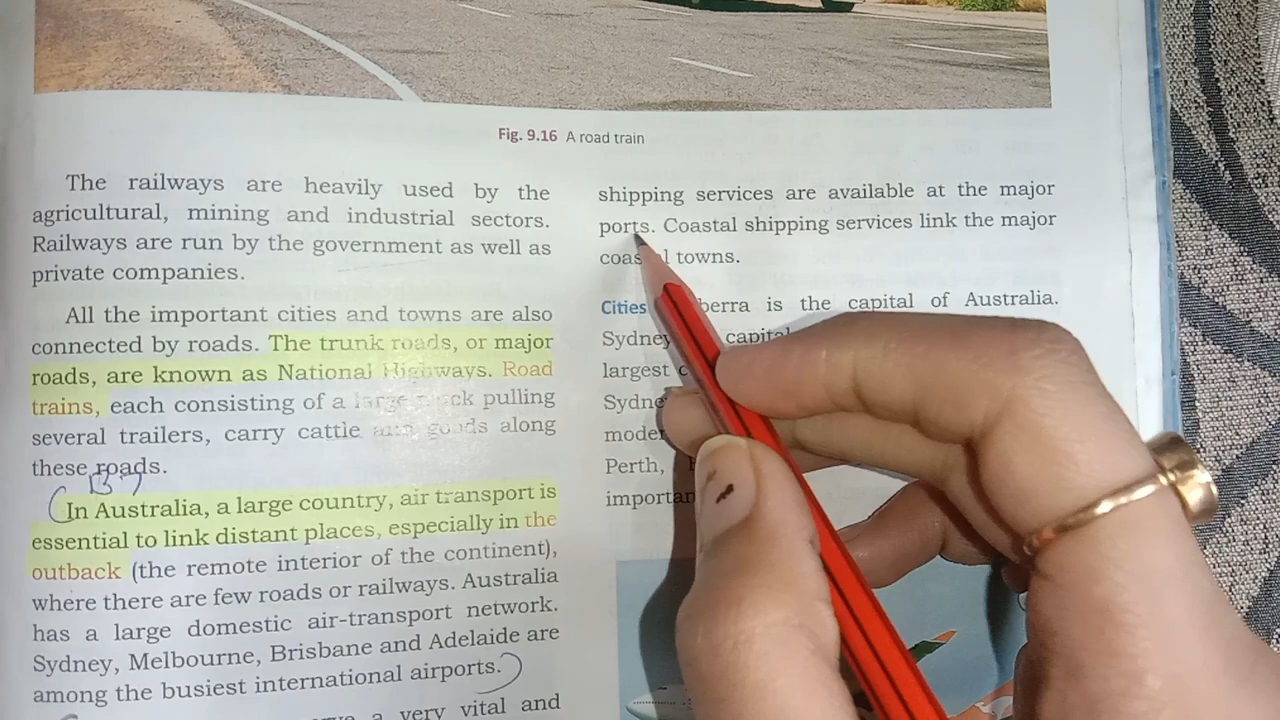 Fig. 9.16 A road train
The railways are heavily used by the
agricultural, mining and industrial sectors.
Railways are run by the government as well as
private companies.
All the important cities and towns are also
connected by roads. The trunk roads, or major
roads, are known as National Highways. Road
trains, each consisting of a large pulling
several trailers, carry cattle goods along
these roads.
In Australia, a large country, air transport is
essential to link distant places, especially in the
outback (the remote interior of the continent),
where there are few roads or railways. Australia
has a large domestic air-transport network.
Sydney, Melbourne, Brisbane and Adelaide are
among the busiest international airports.
a very vital and
shipping services are available at the major
ports. Coastal shipping services link the major
towns.
Cities is the capital of Australia.
Sydney capital
largest
Perth,